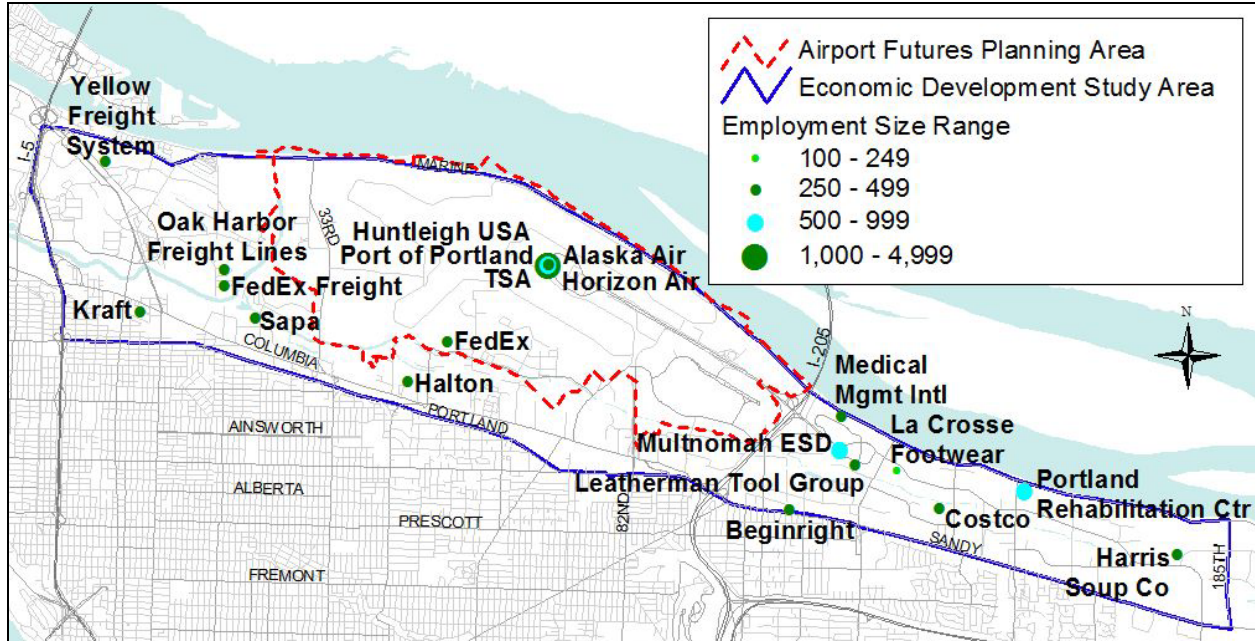 Airport Futures Planning Area
Economic Development Study Area
Employment Size Range
100 - 249
250 - 499
500 - 999
1,000 - 4,999
N
Yellow
Freight
System
I-5
MARINE
33RD
Oak Harbor
Freight Lines
FedEx Freight
Kraft
Sapa
COLUMBIA
Huntleigh USA
Port of Portland
TSA
Alaska Air
Horizon Air
FedEx
Halton
PORTLAND
I-205
Medical
Mgmt Intl
La Crosse
Footwear
Multnomah ESD
Leatherman Tool Group
Beginright
82ND
Costco
SANDY
Portland
Rehabilitation Ctr
Harris
Soup Co
185TH
AINSWORTH
ALBERTA
PRESCOTT
FREMONT